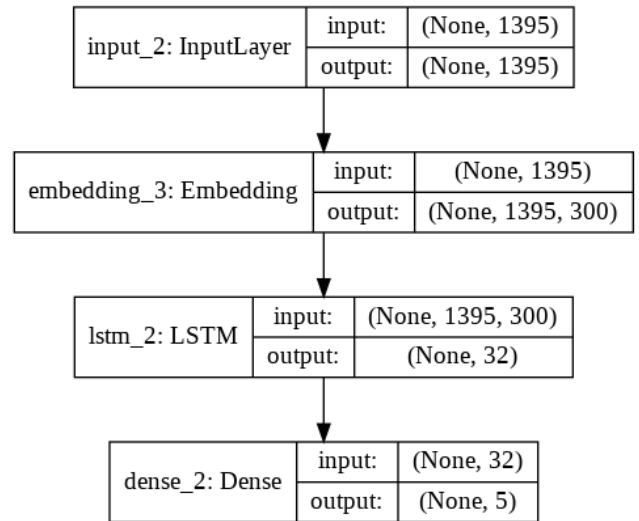 input_2: InputLayer
input: (None, 1395)
output: (None, 1395)
embedding_3: Embedding
input: (None, 1395)
output: (None, 1395, 300)
lstm_2: LSTM
input: (None, 1395, 300)
output: (None, 32)
dense_2: Dense
input: (None, 32)
output: (None, 5)